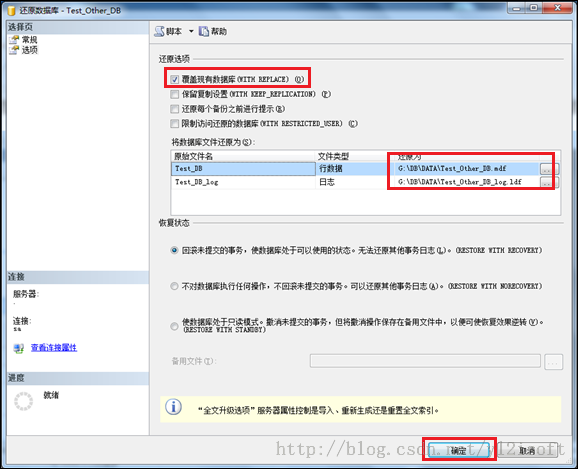 还原数据库 - Test_Other_DB
选择页
常规
选项
脚本
帮助
还原选项
覆盖现有数据库(WITH REPLACE)(O)
保留复制设置(WITH KEEP_REPLICATION)(P)
还原每个备份之前进行提示(R)
限制访问还原的数据库(WITH RESTRICTED_USER)(C)
将数据库文件还原为(S):
原始文件名 文件类型 还原为
Test_DB 行数据 G:\DB\DATA\Test_Other_DB.mdf ...
Test_DB_log 日志 G:\DB\DATA\Test_Other_DB_log.ldf ...
恢复状态
回滚未提交的事务，使数据库处于可以使用的状态。无法还原其他事务日志(L)。(RESTORE WITH RECOVERY)
不对数据库执行任何操作，不回滚未提交的事务。可以还原其他事务日志(A)。(RESTORE WITH NORECOVERY)
使数据库处于只读模式。撤消未提交的事务，但将撤消操作保存在备用文件中，以便可使恢复效果逆转(Y)。
(RESTORE WITH STANDBY)
备用文件(I):
...
连接
服务器:
.
连接:
sa
查看连接属性
进度
就绪
“全文升级选项”服务器属性控制是导入、重新生成还是重置全文索引。
确定
取消